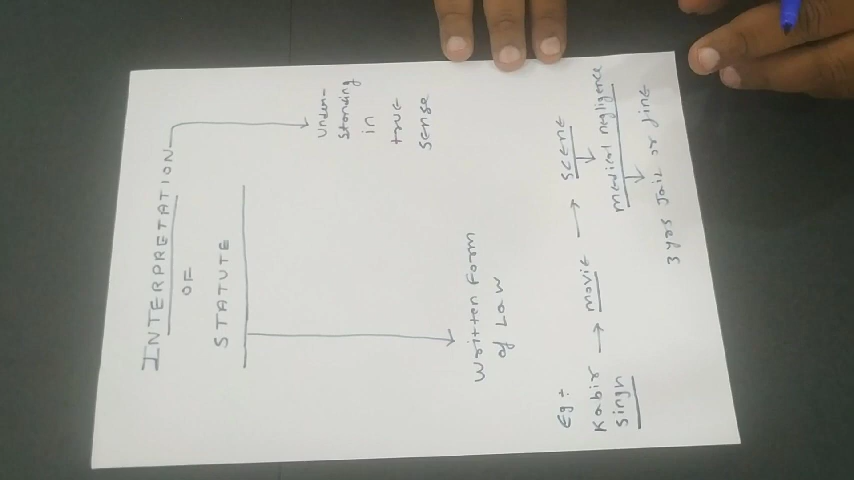 INTERPRETATION
OF
STATUTE
Under-
standing
in
true
sense
Written Form
of Law
Eg:
Kabir → movie → scene
Singh
medical negligence
3 yrs Jail or fine